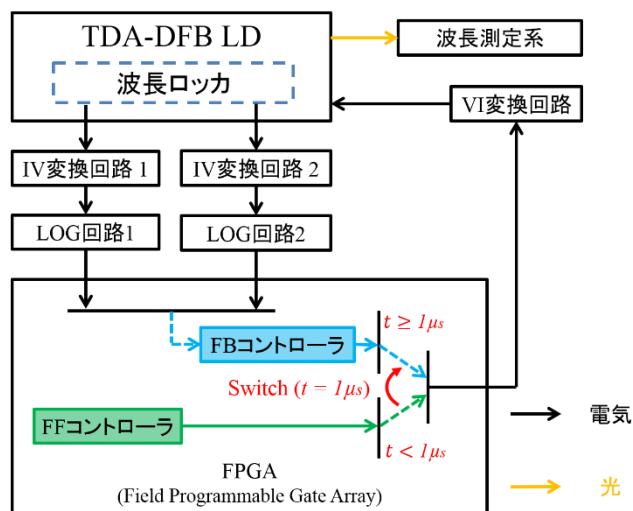 TDA-DFB LD
波長ロッカ
波長測定系
VI変換回路
IV変換回路 1
IV変換回路 2
LOG回路1
LOG回路2
t ≥ 1μs
FBコントローラ
Switch (t = 1μs)
FFコントローラ
t < 1μs
FPGA
(Field Programmable Gate Array)
電気
光